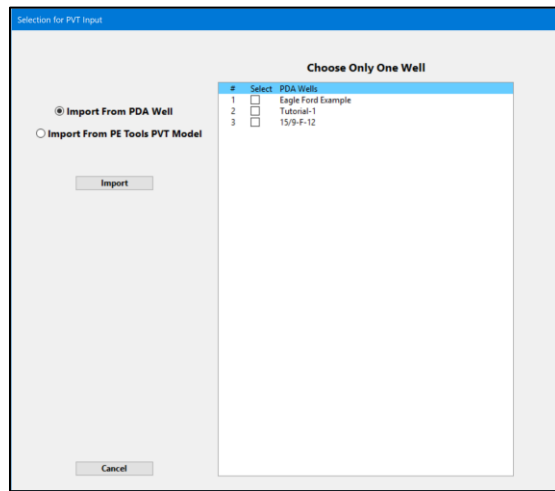 Selection for PVT Input
Choose Only One Well
# Select PDA Wells
1 Eagle Ford Example
2 Tutorial-1
3 15/9-F-12
Import From PDA Well
Import From PE Tools PVT Model
Import
Cancel